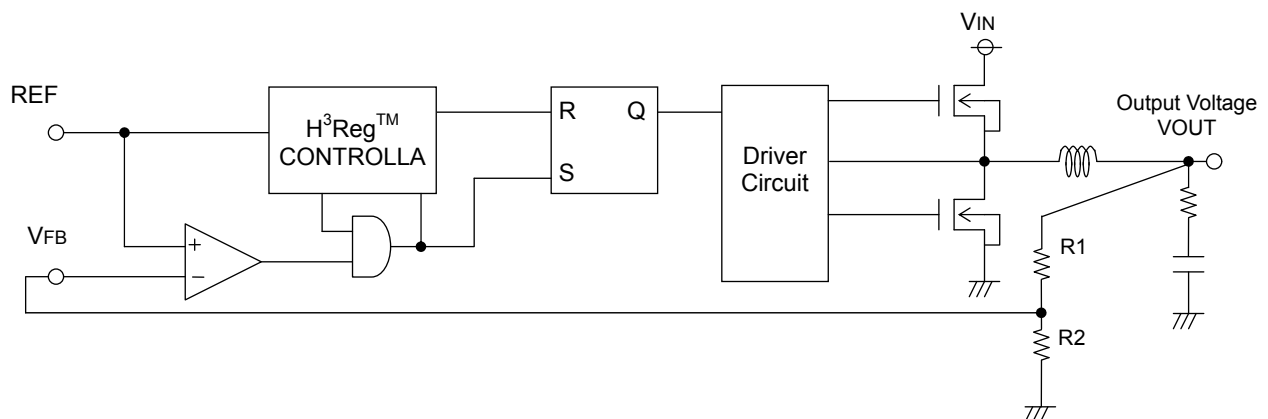 VIN
REF
H³Reg™
CONTROLLA
R
Q
S
Driver
Circuit
Output Voltage
VOUT
VFB
+
−
R1
R2